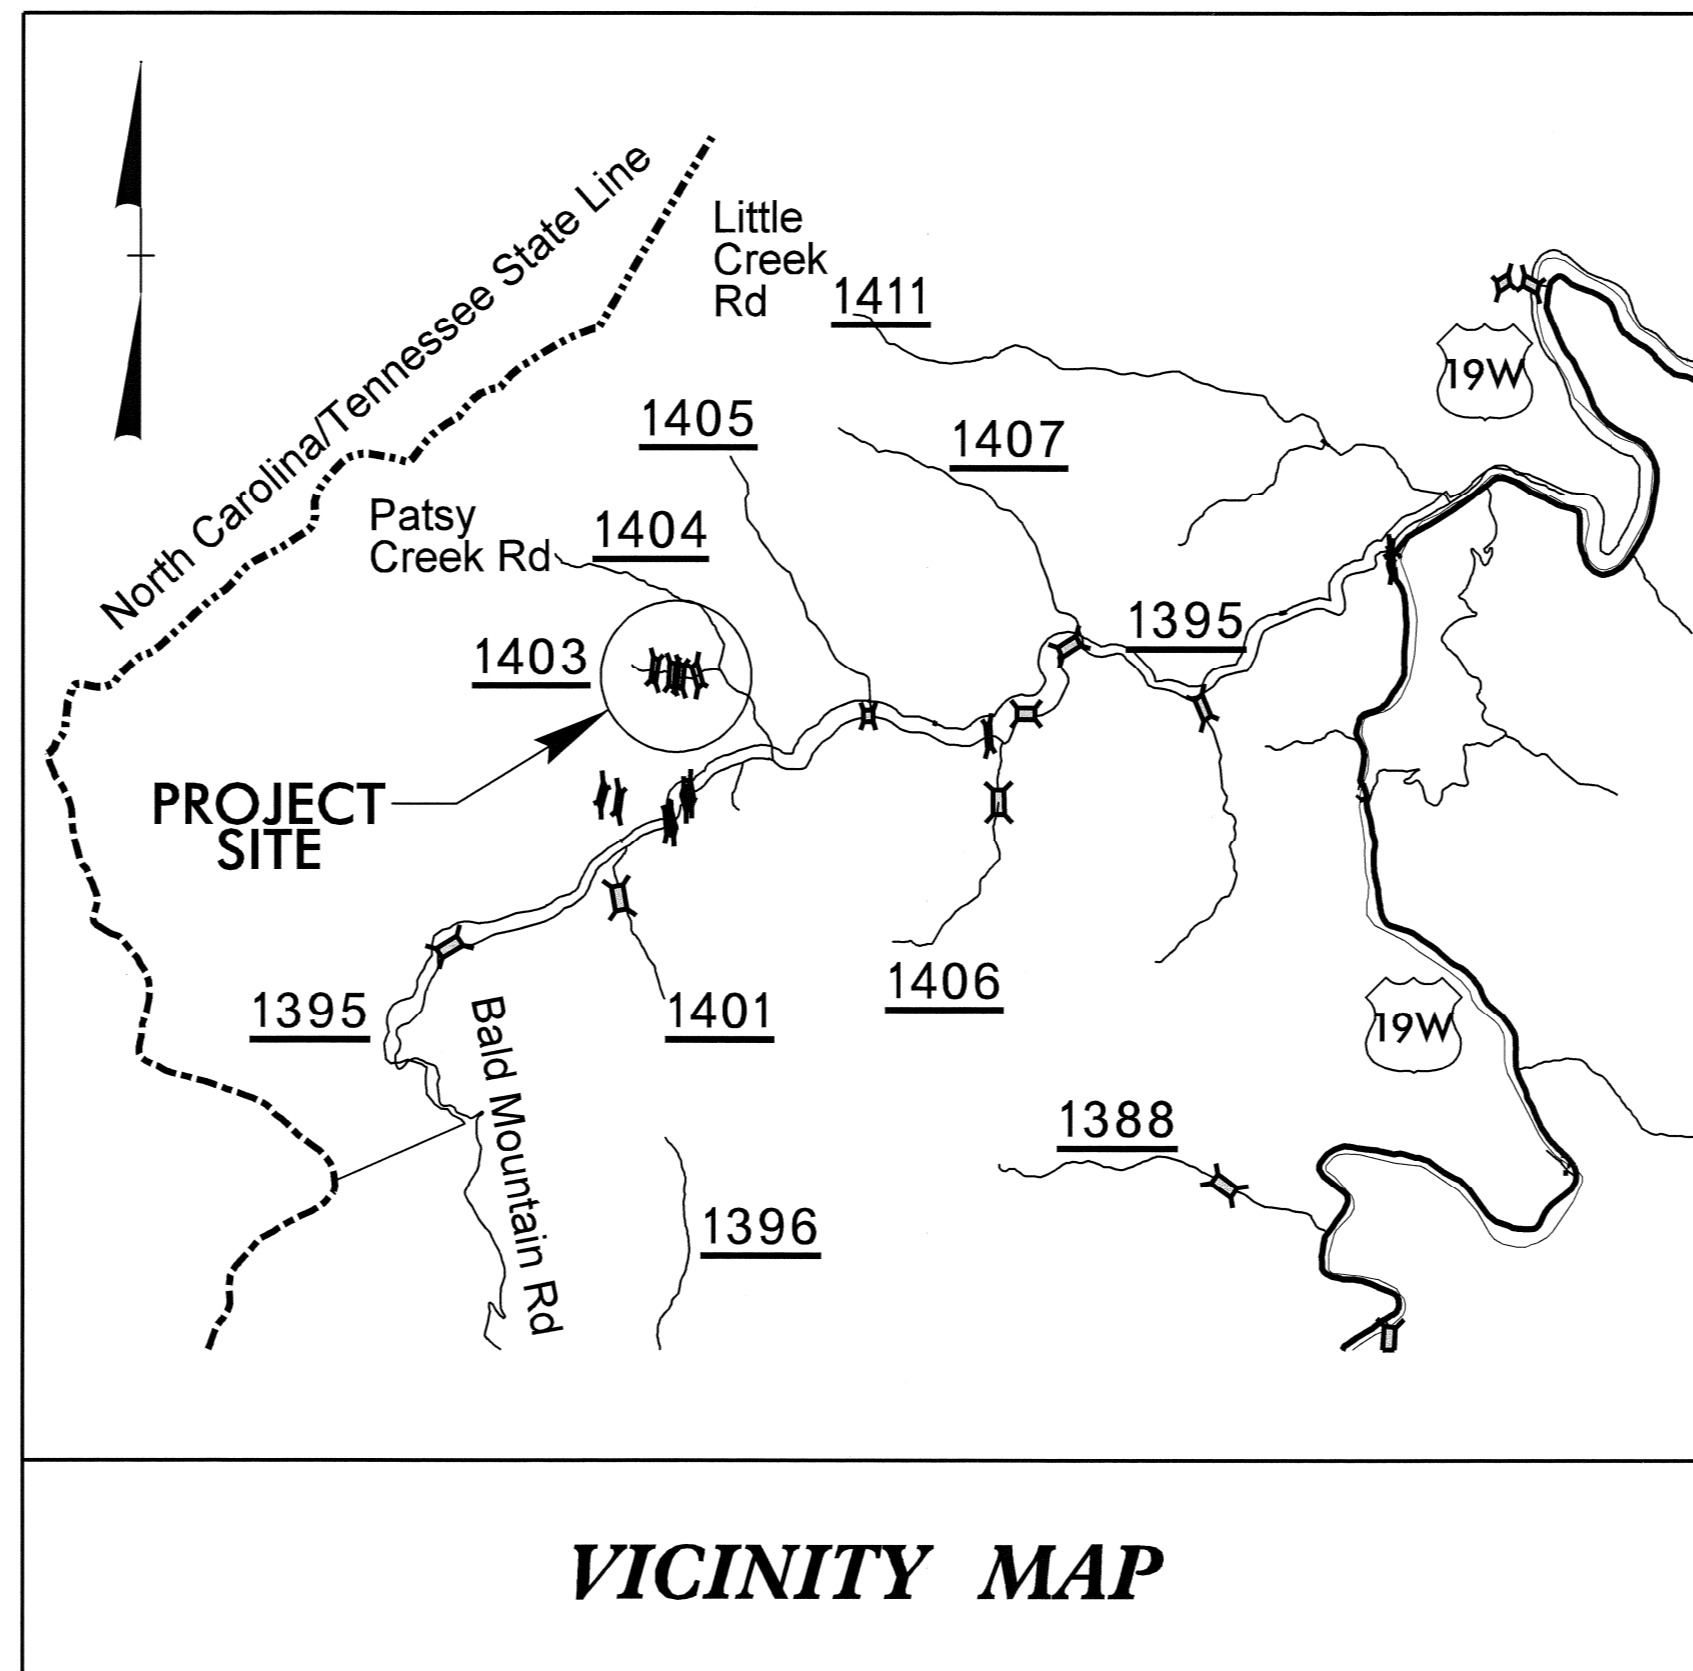 North Carolina/Tennessee State Line
Little
Creek
Rd
1411
19W
1405
1407
Patsy
Creek Rd
1404
1403
1395
PROJECT
SITE
1406
1395
1401
19W
Bald Mountain Rd
1388
1396
VICINITY MAP